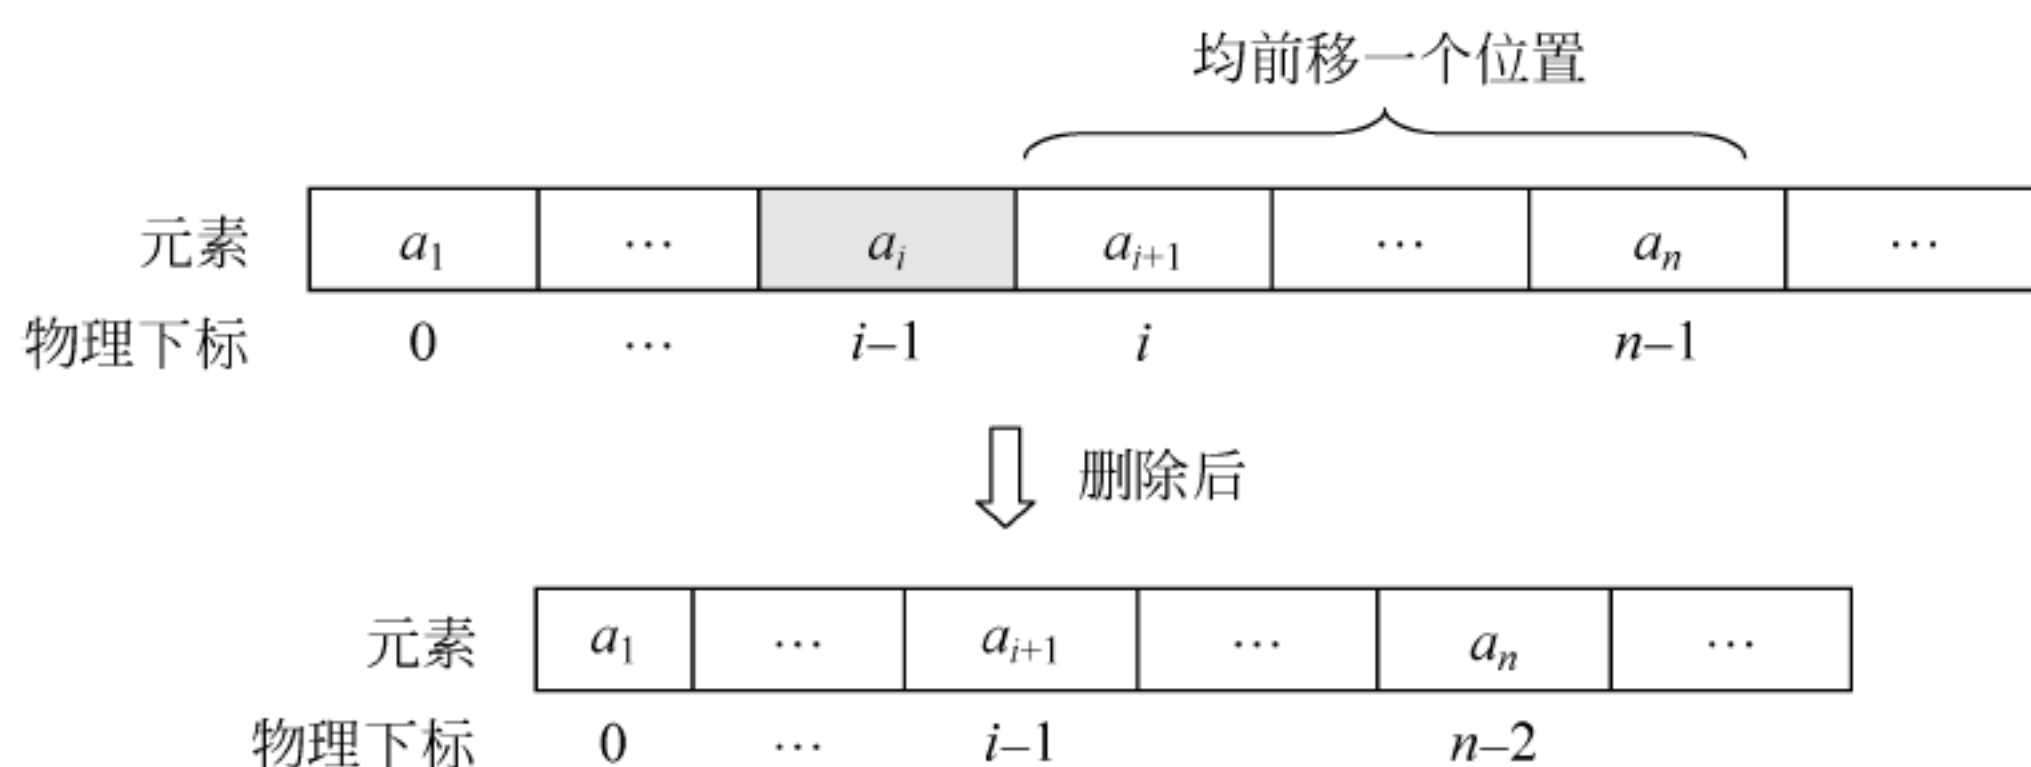 均前移一个位置
元素 a1 … ai ai+1 … an …
物理下标 0 … i–1 i n–1
删除后
元素 a1 … ai+1 … an …
物理下标 0 … i–1 n–2